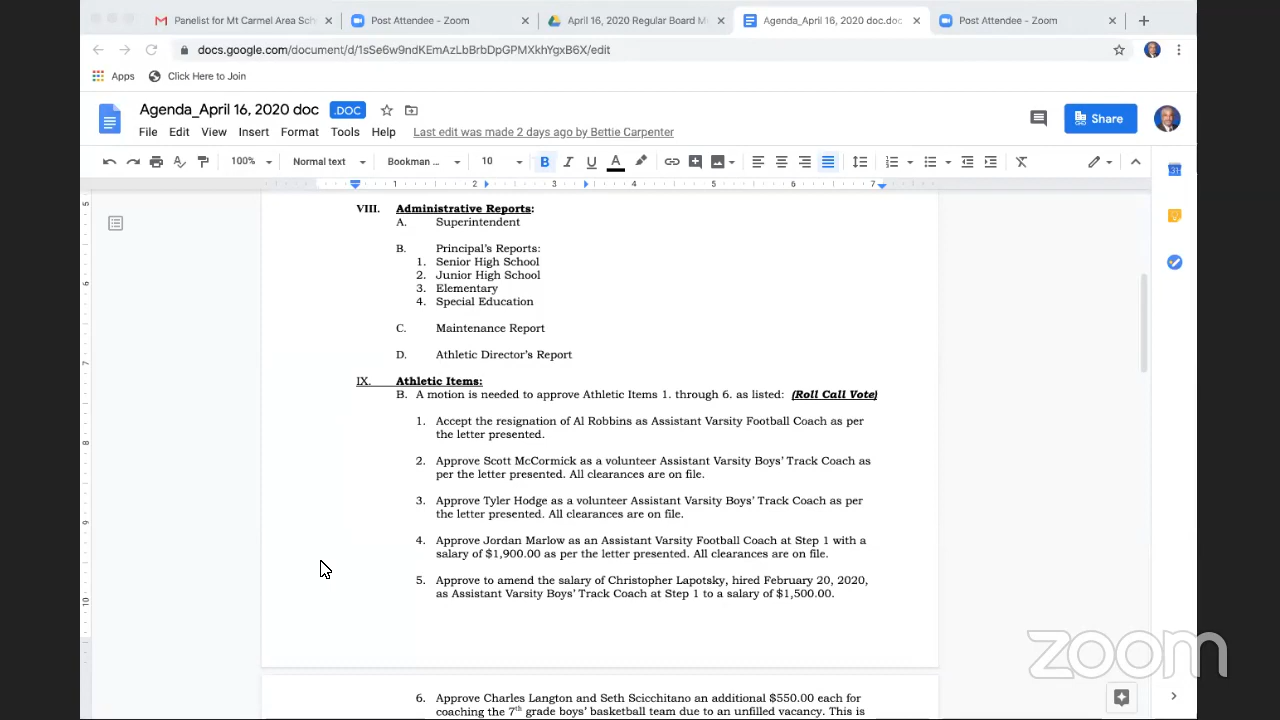 Panelist for Mt Carmel Area Sch
Post Attendee - Zoom
April 16, 2020 Regular Board M
Agenda_April 16, 2020 doc.doc
Post Attendee - Zoom
docs.google.com/document/d/1sSe6w9ndKEmAzLbBrbDpGPMXkhYgxB6X/edit
Apps
Click Here to Join
Agenda_April 16, 2020 doc
.DOC
File Edit View Insert Format Tools Help
Last edit was made 2 days ago by Bettie Carpenter
Share
100%
Normal text
Bookman ...
10
B I U A
1 2 3 4 5 6 7
VIII. Administrative Reports:
A. Superintendent
B. Principal's Reports:
1. Senior High School
2. Junior High School
3. Elementary
4. Special Education
C. Maintenance Report
D. Athletic Director's Report
IX. Athletic Items:
B. A motion is needed to approve Athletic Items 1. through 6. as listed: (Roll Call Vote)
1. Accept the resignation of Al Robbins as Assistant Varsity Football Coach as per
the letter presented.
2. Approve Scott McCormick as a volunteer Assistant Varsity Boys' Track Coach as
per the letter presented. All clearances are on file.
3. Approve Tyler Hodge as a volunteer Assistant Varsity Boys' Track Coach as per
the letter presented. All clearances are on file.
4. Approve Jordan Marlow as an Assistant Varsity Football Coach at Step 1 with a
salary of $1,900.00 as per the letter presented. All clearances are on file.
5. Approve to amend the salary of Christopher Lapotsky, hired February 20, 2020,
as Assistant Varsity Boys' Track Coach at Step 1 to a salary of $1,500.00.
6. Approve Charles Langton and Seth Scicchitano an additional $550.00 each for
coaching the 7th grade boys' basketball team due to an unfilled vacancy. This is
zoom